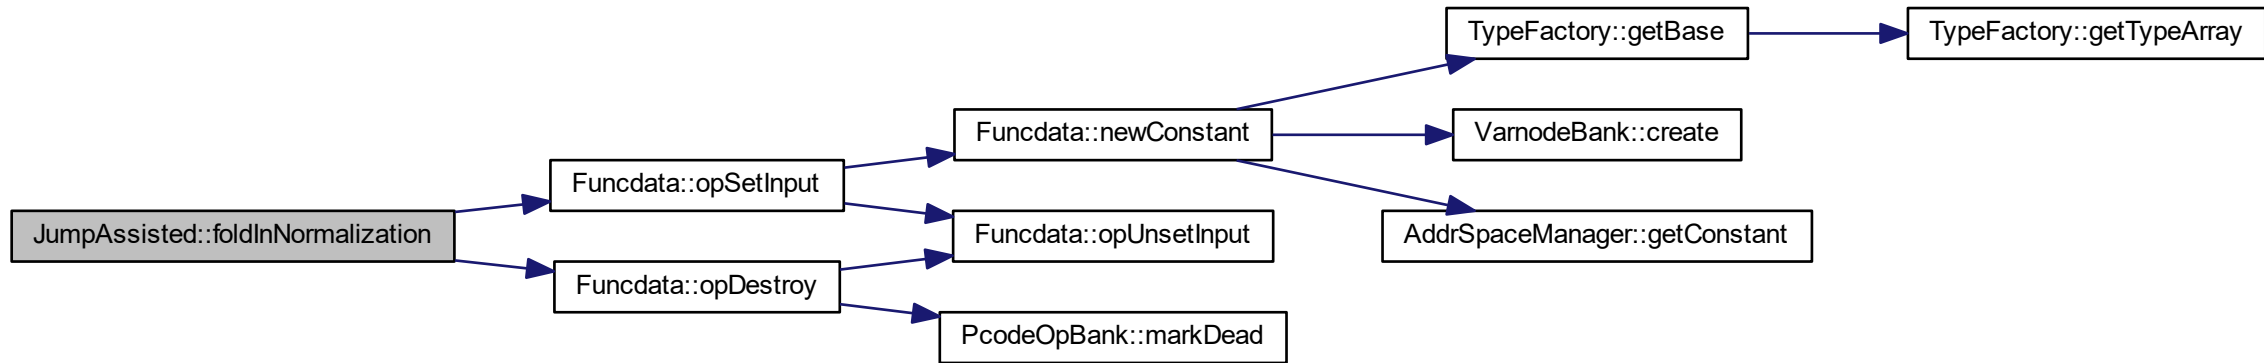 JumpAssisted::foldInNormalization
Funcdata::opSetInput
Funcdata::opDestroy
Funcdata::newConstant
Funcdata::opUnsetInput
PcodeOpBank::markDead
TypeFactory::getBase
VarnodeBank::create
AddrSpaceManager::getConstant
TypeFactory::getTypeArray